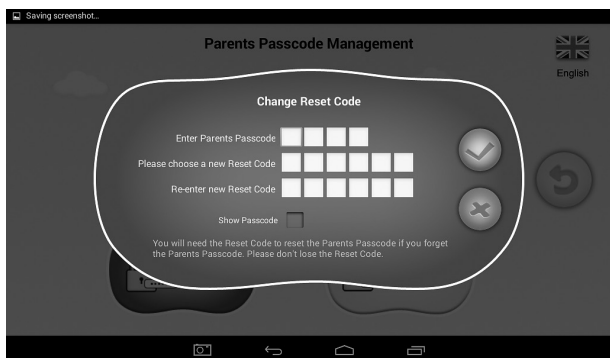 Saving screenshot...
Parents Passcode Management
English
Change Reset Code
Enter Parents Passcode
Please choose a new Reset Code
Re-enter new Reset Code
Show Passcode
You will need the Reset Code to reset the Parents Passcode if you forget
the Parents Passcode. Please don't lose the Reset Code.